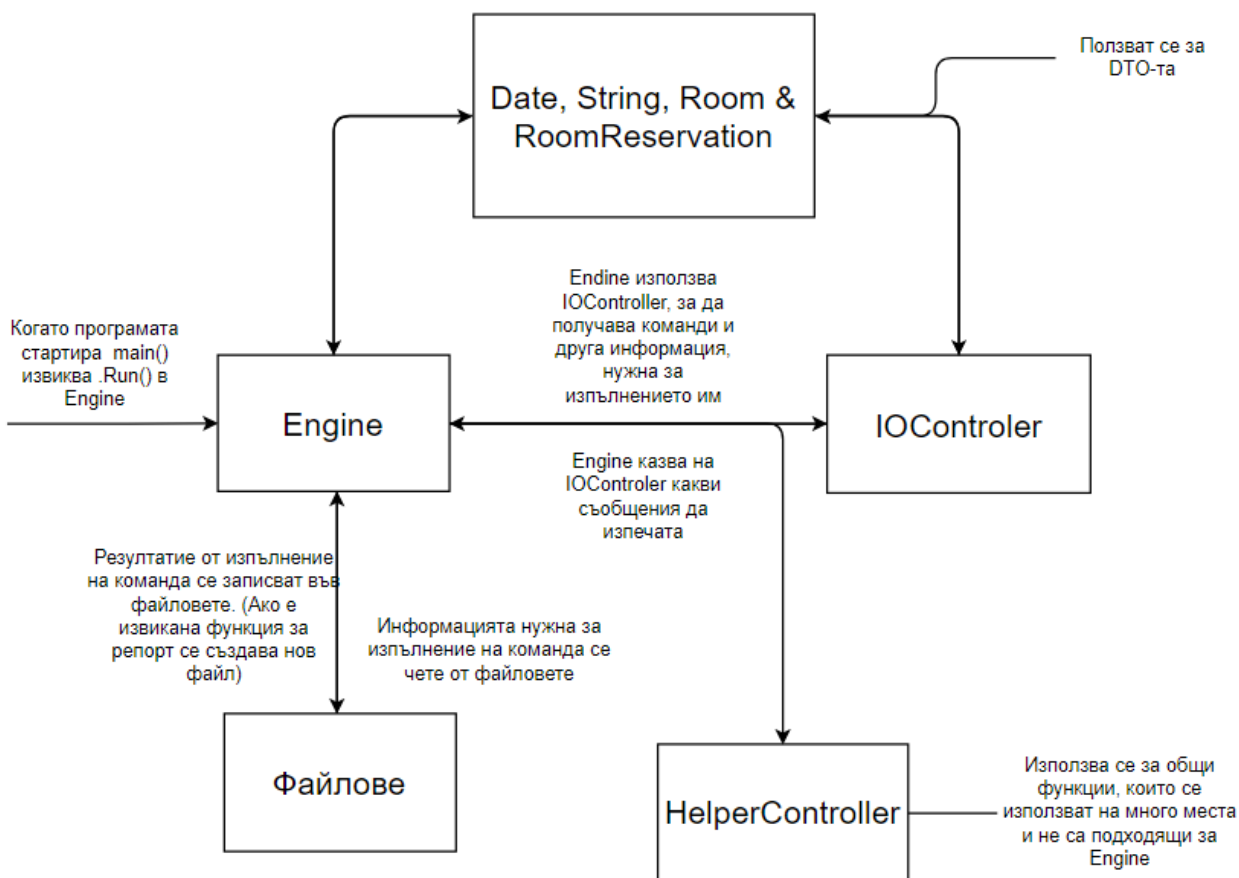 Ползват се за
DTO-та
Date, String, Room &
RoomReservation
Когато програмата
стартира main()
извиква .Run() в
Engine
Endine използва
IOController, за да
получава команди и
друга информация,
нужна за
изпълнението им
Engine
IOControler
Engine казва на
IOControler какви
съобщения да
изпечата
Резултатие от изпълнение
на команда се записват във
файловете. (Ако е
извикана функция за
репорт се създава нов
файл)
Информацията нужна за
изпълнение на команда се
чете от файловете
Файлове
HelperController
Използва се за общи
функции, които се
използват на много места
и не са подходящи за
Engine